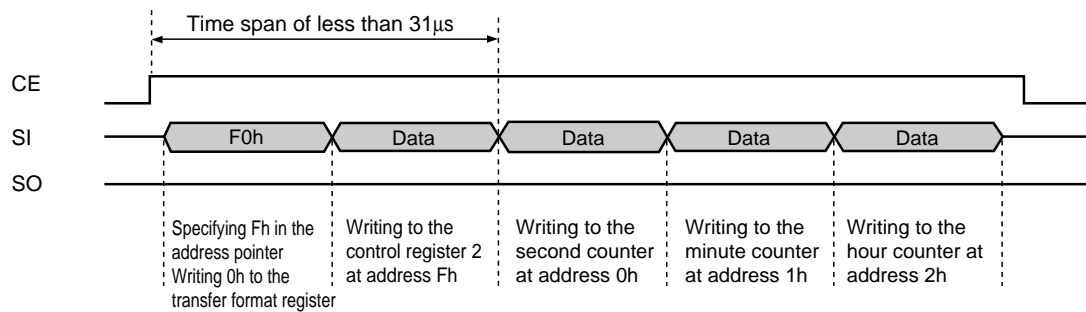 Time span of less than 31µs
CE
SI
F0h
Data
Data
Data
Data
SO
Specifying Fh in the
address pointer
Writing 0h to the
transfer format register
Writing to the
control register 2
at address Fh
Writing to the
second counter
at address 0h
Writing to the
minute counter
at address 1h
Writing to the
hour counter at
address 2h